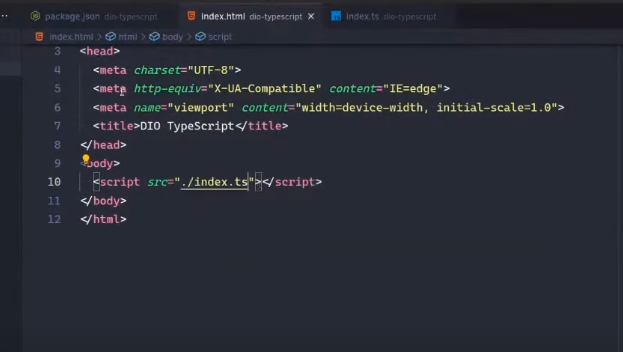 package.json dio-typescript index.html dio-typescript × index.ts dio-typescript
index.html > html > body > script
3 <head>
4 <meta charset="UTF-8">
5 <meta http-equiv="X-UA-Compatible" content="IE=edge">
6 <meta name="viewport" content="width=device-width, initial-scale=1.0">
7 <title>DIO TypeScript</title>
8 </head>
9 <body>
10 <script src="./index.ts"></script>
11 </body>
12 </html>